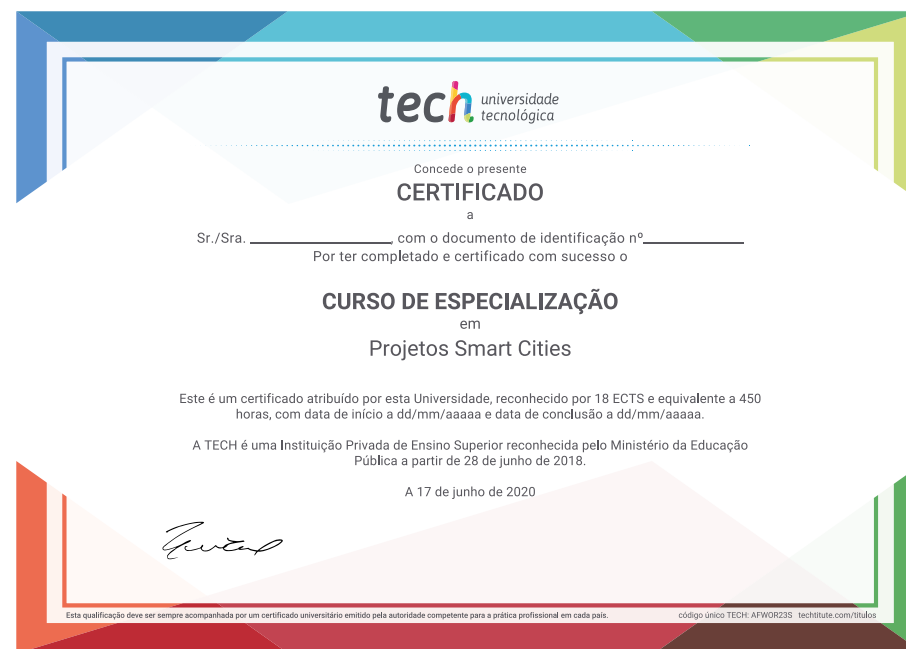 tech universidade
tecnológica
Concede o presente
CERTIFICADO
a
Sr./Sra. ________________, com o documento de identificação nº____________
Por ter completado e certificado com sucesso o
CURSO DE ESPECIALIZAÇÃO
em
Projetos Smart Cities
Este é um certificado atribuído por esta Universidade, reconhecido por 18 ECTS e equivalente a 450
horas, com data de início a dd/mm/aaaaa e data de conclusão a dd/mm/aaaaa.
A TECH é uma Instituição Privada de Ensino Superior reconhecida pelo Ministério da Educação
Pública a partir de 28 de junho de 2018.
A 17 de junho de 2020
Esta qualificação deve ser sempre acompanhada por um certificado universitário emitido pela autoridade competente para a prática profissional em cada país.
código único TECH: AFWOR23S techtitute.com/titulos